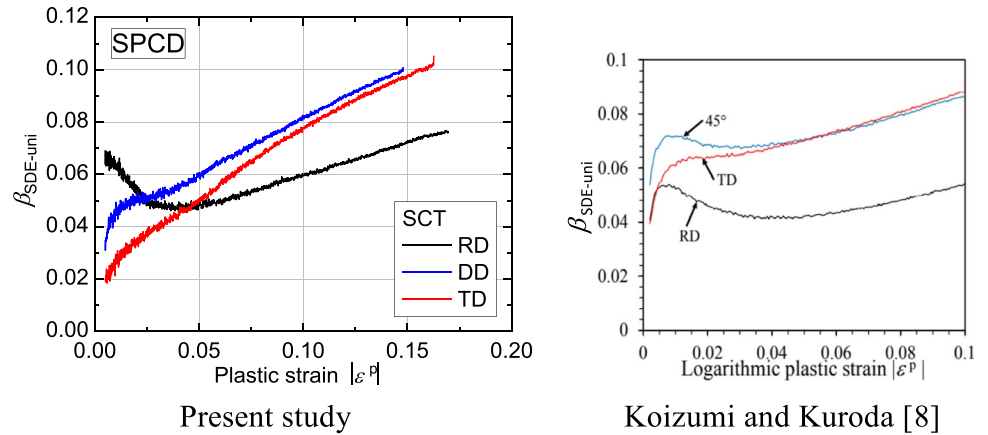 0.12
SPCD
0.10
0.08
0.06
0.04
0.02
0.00
βSDE-uni
SCT
RD
DD
TD
0.00 0.05 0.10 0.15 0.20
Plastic strain |εᵖ|
Present study
0.1
0.08
0.06
0.04
0.02
0
βSDE-uni
45°
TD
RD
0 0.02 0.04 0.06 0.08 0.1
Logarithmic plastic strain |εᵖ|
Koizumi and Kuroda [8]